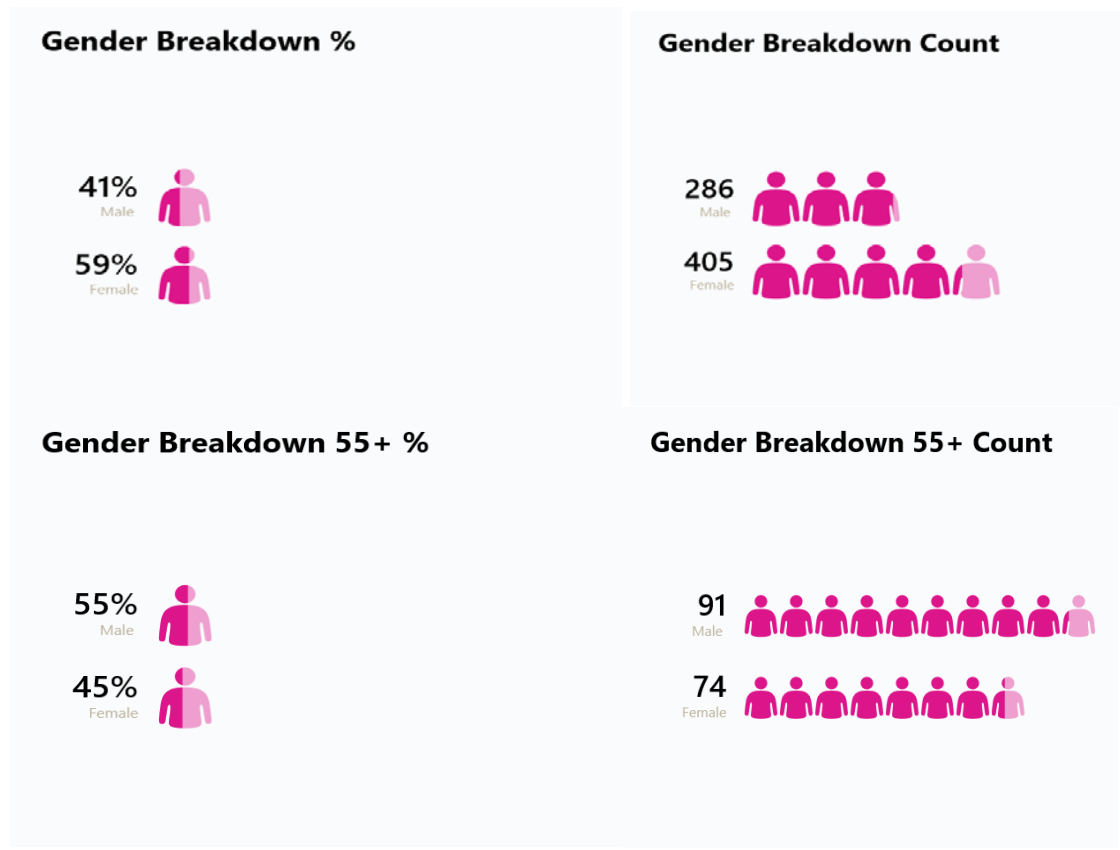 Gender Breakdown %
41%
Male
59%
Female
Gender Breakdown Count
286
Male
405
Female
Gender Breakdown 55+ %
55%
Male
45%
Female
Gender Breakdown 55+ Count
91
Male
74
Female